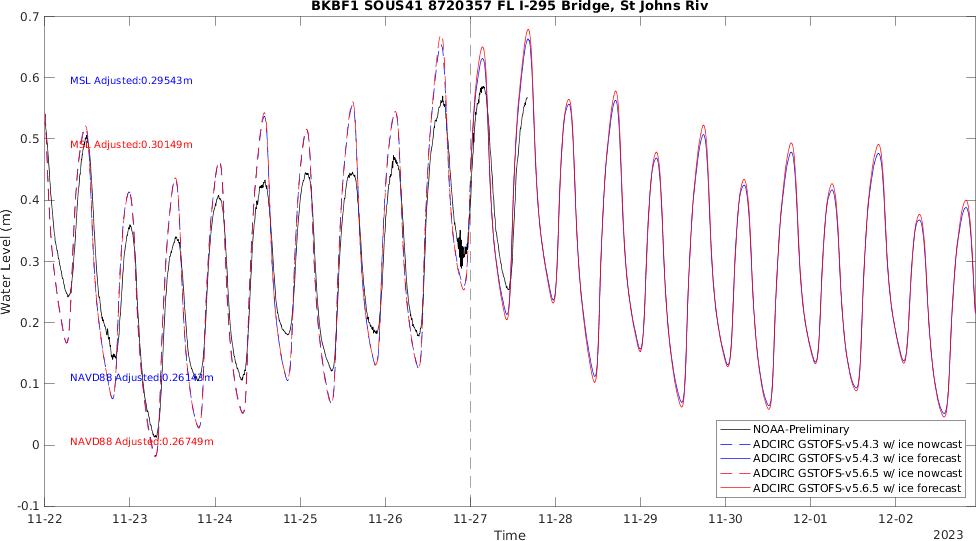 BKBF1 SOUS41 8720357 FL I-295 Bridge, St Johns Riv
0.7
0.6
MSL Adjusted:0.29543m
0.5
MSL Adjusted:0.30149m
0.4
0.3
0.2
0.1
NAVD88 Adjusted:0.26143m
0
NAVD88 Adjusted:0.26749m
-0.1
Water Level (m)
NOAA-Preliminary
ADCIRC GSTOFS-v5.4.3 w/ ice nowcast
ADCIRC GSTOFS-v5.4.3 w/ ice forecast
ADCIRC GSTOFS-v5.6.5 w/ ice nowcast
ADCIRC GSTOFS-v5.6.5 w/ ice forecast
11-22 11-23 11-24 11-25 11-26 11-27 11-28 11-29 11-30 12-01 12-02
Time
2023